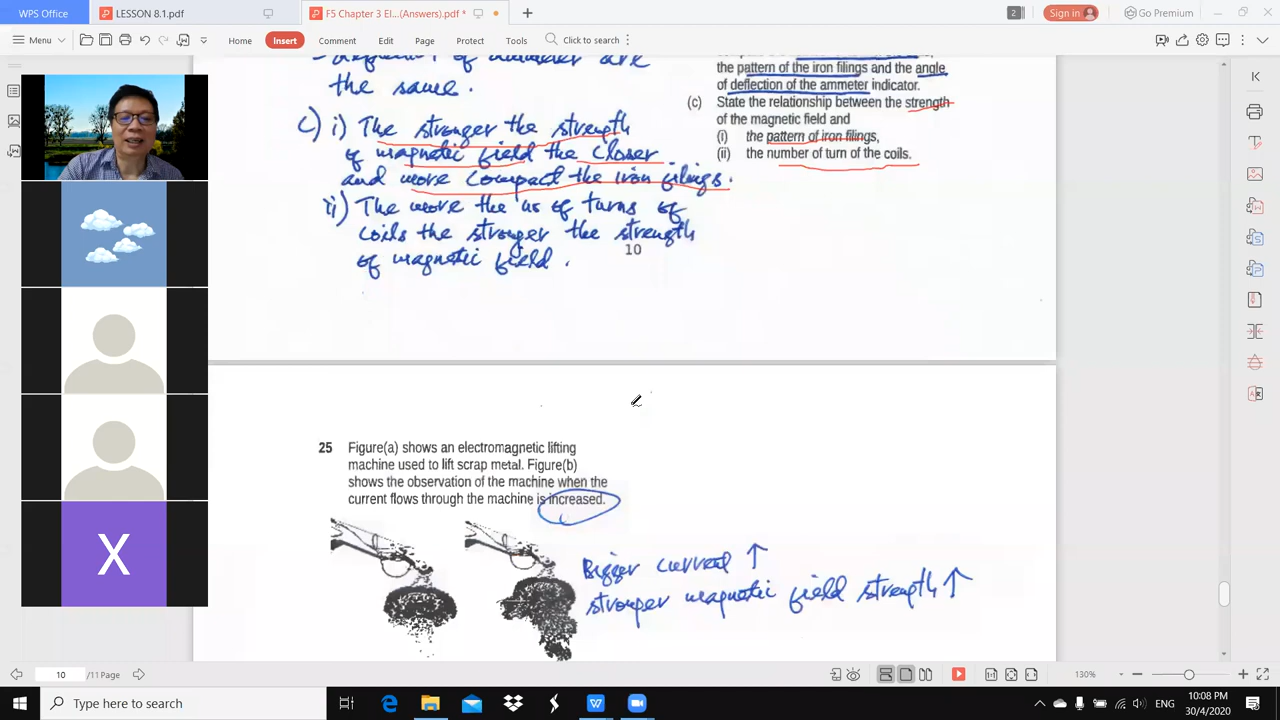 WPS Office
LESSON 8.1.pdf
F5 Chapter 3 El...(Answers).pdf *
+
2
Sign in
Go Premium
Menu
Home
Insert
Comment
Edit
Page
Protect
Tools
Click to search
of ammeter are
the same.
the pattern of the iron filings and the angle
of deflection of the ammeter indicator.
(c) State the relationship between the strength
of the magnetic field and
(i) the pattern of iron filings,
(ii) the number of turn of the coils.
c) i) The stronger the strength
of magnetic field the closer
and more compact the iron filings.
ii) The more the no of turns of
coils the stronger the strength
of magnetic field.
10
25 Figure(a) shows an electromagnetic lifting
machine used to lift scrap metal. Figure(b)
shows the observation of the machine when the
current flows through the machine is increased.
Bigger current ↑
stronger magnetic field strength ↑
X
10
/11 Page
130%
Type here to search
W
ENG
10:08 PM
30/4/2020